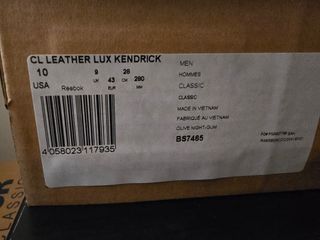 CL LEATHER LUX KENDRICK
10 9 28
USA UK 43 CM 280
Reebok EUR MM
4 058023 117935
MEN
HOMMES
CLASSIC
CLASSIC
MADE IN VIETNAM
FABRIQUÉ AU VIETNAM
OLIVE NIGHT-GUM
BS7465
CLASSIC